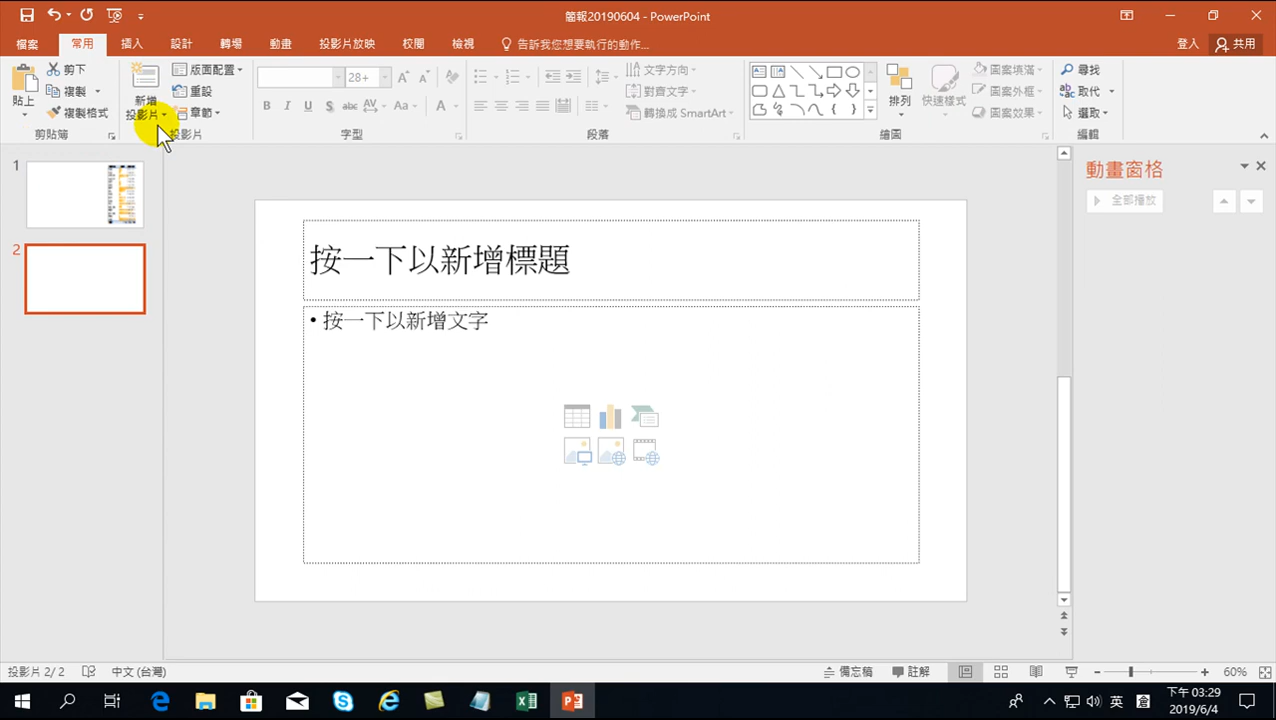 簡報20190604 - PowerPoint
檔案 常用 插入 設計 轉場 動畫 投影片放映 校閱 檢視 告訴我您想要執行的動作... 登入 共用
貼上 剪下 複製 複製格式 剪貼簿
新增投影片 版面配置 重設 章節 投影片
28+ B I U S abc AV Aa A 字型
文字方向 對齊文字 轉換成 SmartArt 段落
排列 快速樣式 圖案填滿 圖案外框 圖案效果 繪圖
尋找 取代 選取 編輯
1
2
按一下以新增標題
• 按一下以新增文字
動畫窗格
全部播放
投影片 2/2 中文 (台灣) 備忘稿 註解 60%
英 下午 03:29
2019/6/4